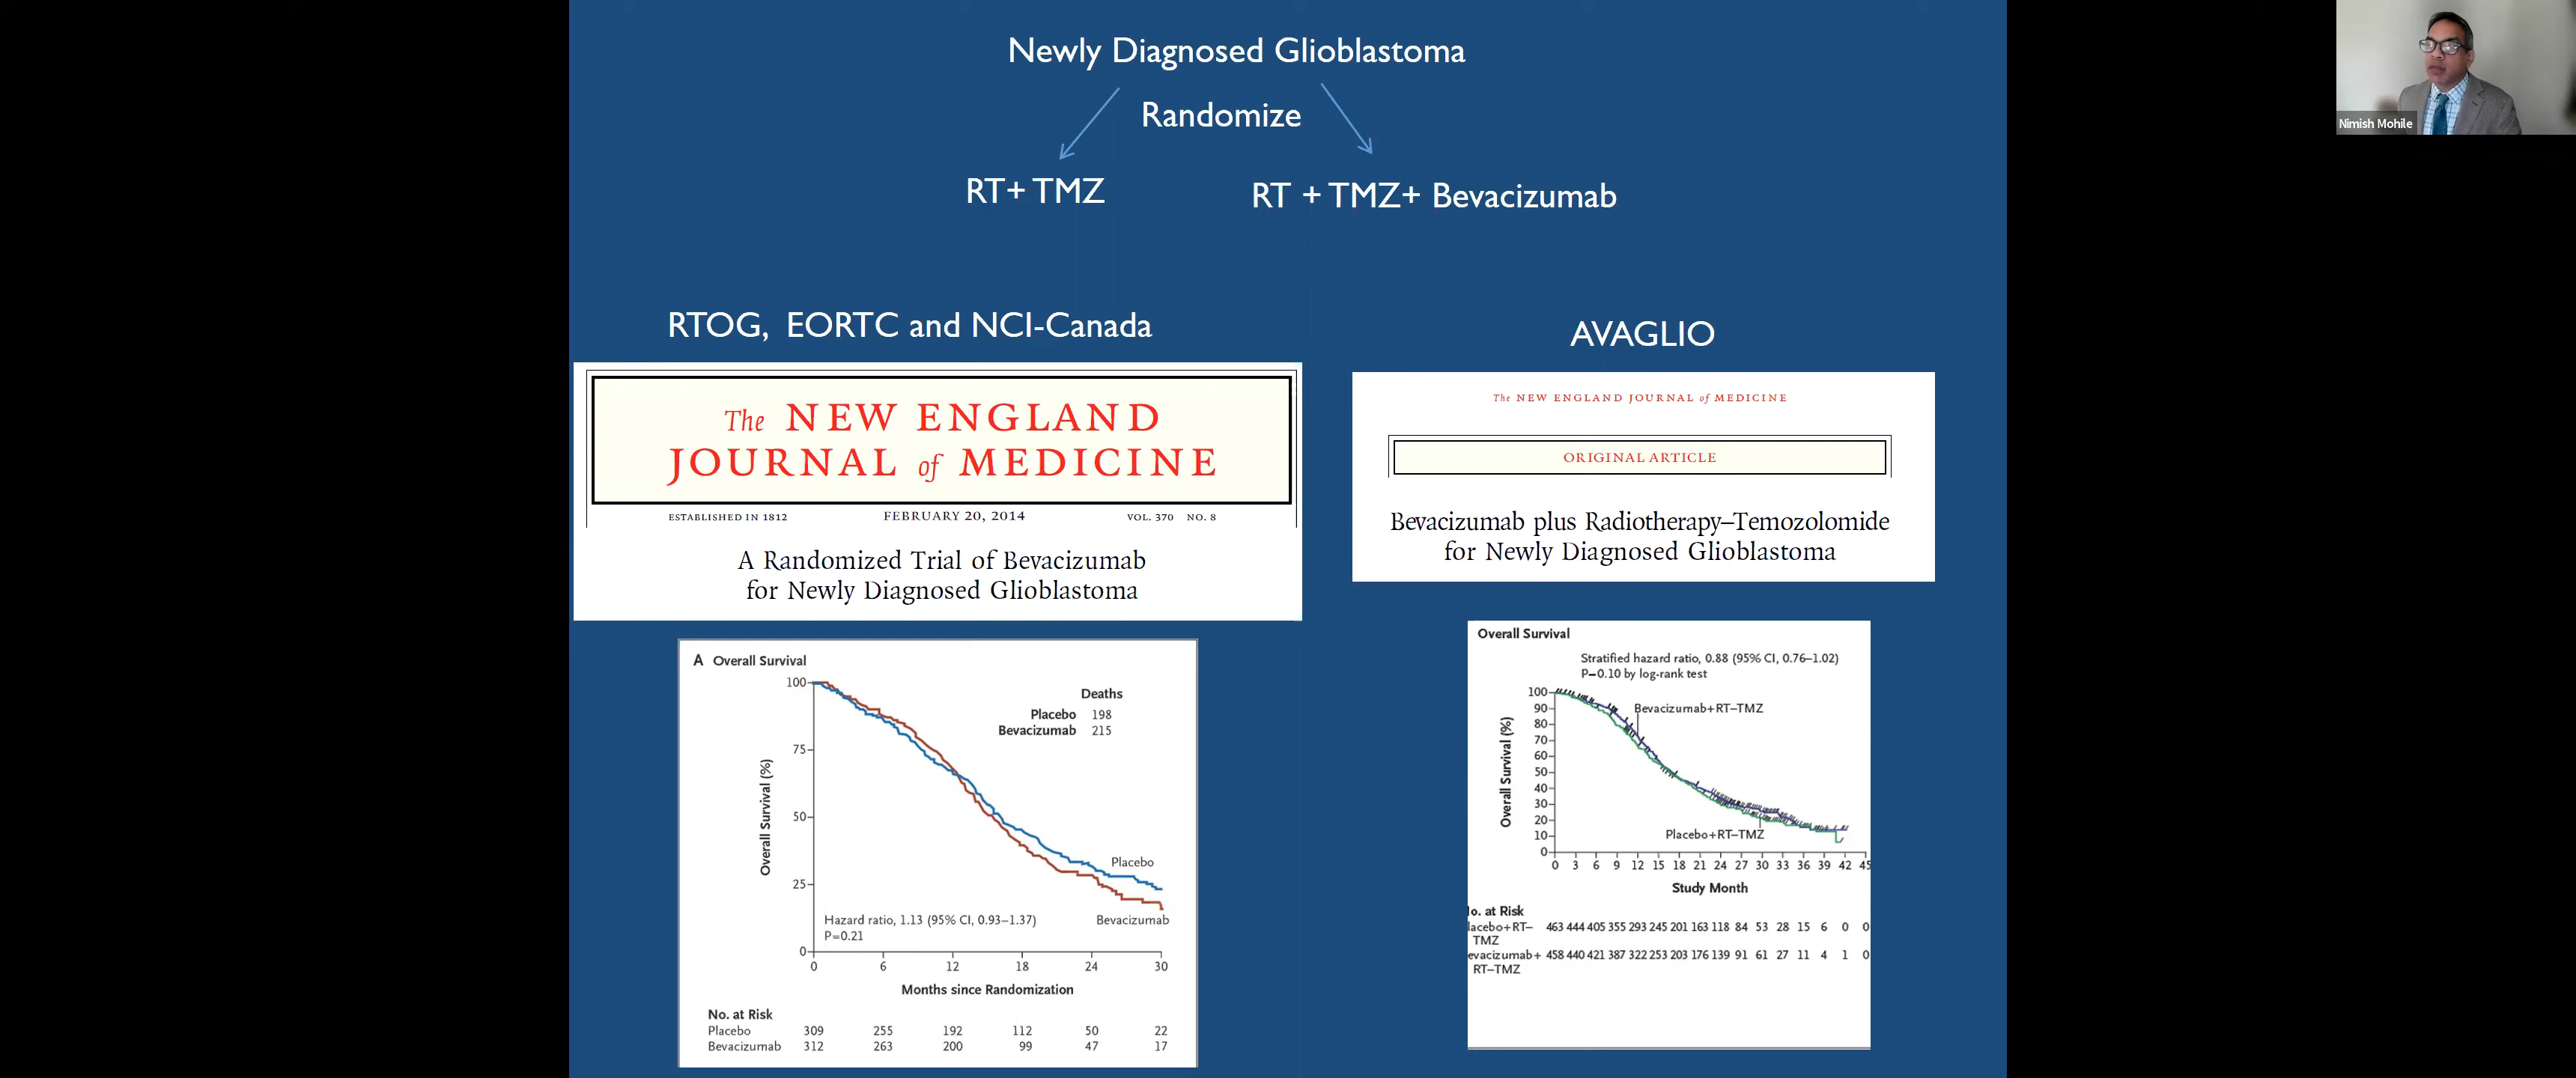 Newly Diagnosed Glioblastoma
Randomize
RT+ TMZ
RT + TMZ+ Bevacizumab
RTOG, EORTC and NCI-Canada
The NEW ENGLAND
JOURNAL of MEDICINE
ESTABLISHED IN 1812 FEBRUARY 20, 2014 VOL. 370 NO. 8
A Randomized Trial of Bevacizumab
for Newly Diagnosed Glioblastoma
A Overall Survival
Deaths
Placebo 198
Bevacizumab 215
100
75
50
25
0
Overall Survival (%)
Placebo
Bevacizumab
Hazard ratio, 1.13 (95% CI, 0.93–1.37)
P=0.21
0 6 12 18 24 30
Months since Randomization
No. at Risk
Placebo 309 255 192 112 50 22
Bevacizumab 312 263 200 99 47 17
AVAGLIO
The NEW ENGLAND JOURNAL of MEDICINE
ORIGINAL ARTICLE
Bevacizumab plus Radiotherapy–Temozolomide
for Newly Diagnosed Glioblastoma
Overall Survival
Stratified hazard ratio, 0.88 (95% CI, 0.76–1.02)
P=0.10 by log-rank test
100
90
80
70
60
50
40
30
20
10
0
Overall Survival (%)
Bevacizumab+RT–TMZ
Placebo+RT–TMZ
0 3 6 9 12 15 18 21 24 27 30 33 36 39 42 45
Study Month
lo. at Risk
lacebo+RT– 463 444 405 355 293 245 201 163 118 84 53 28 15 6 0 0
TMZ
evacizumab+ 458 440 421 387 322 253 203 176 139 91 61 27 11 4 1 0
RT–TMZ
Nimish Mohile